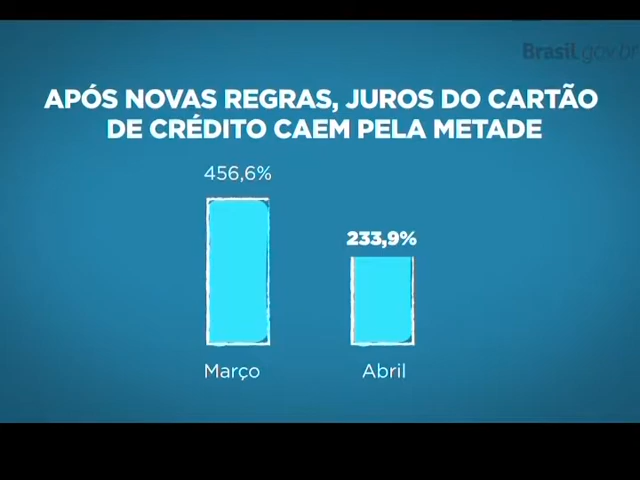 Brasil.gov.br
APÓS NOVAS REGRAS, JUROS DO CARTÃO
DE CRÉDITO CAEM PELA METADE
456,6%
233,9%
Março
Abril